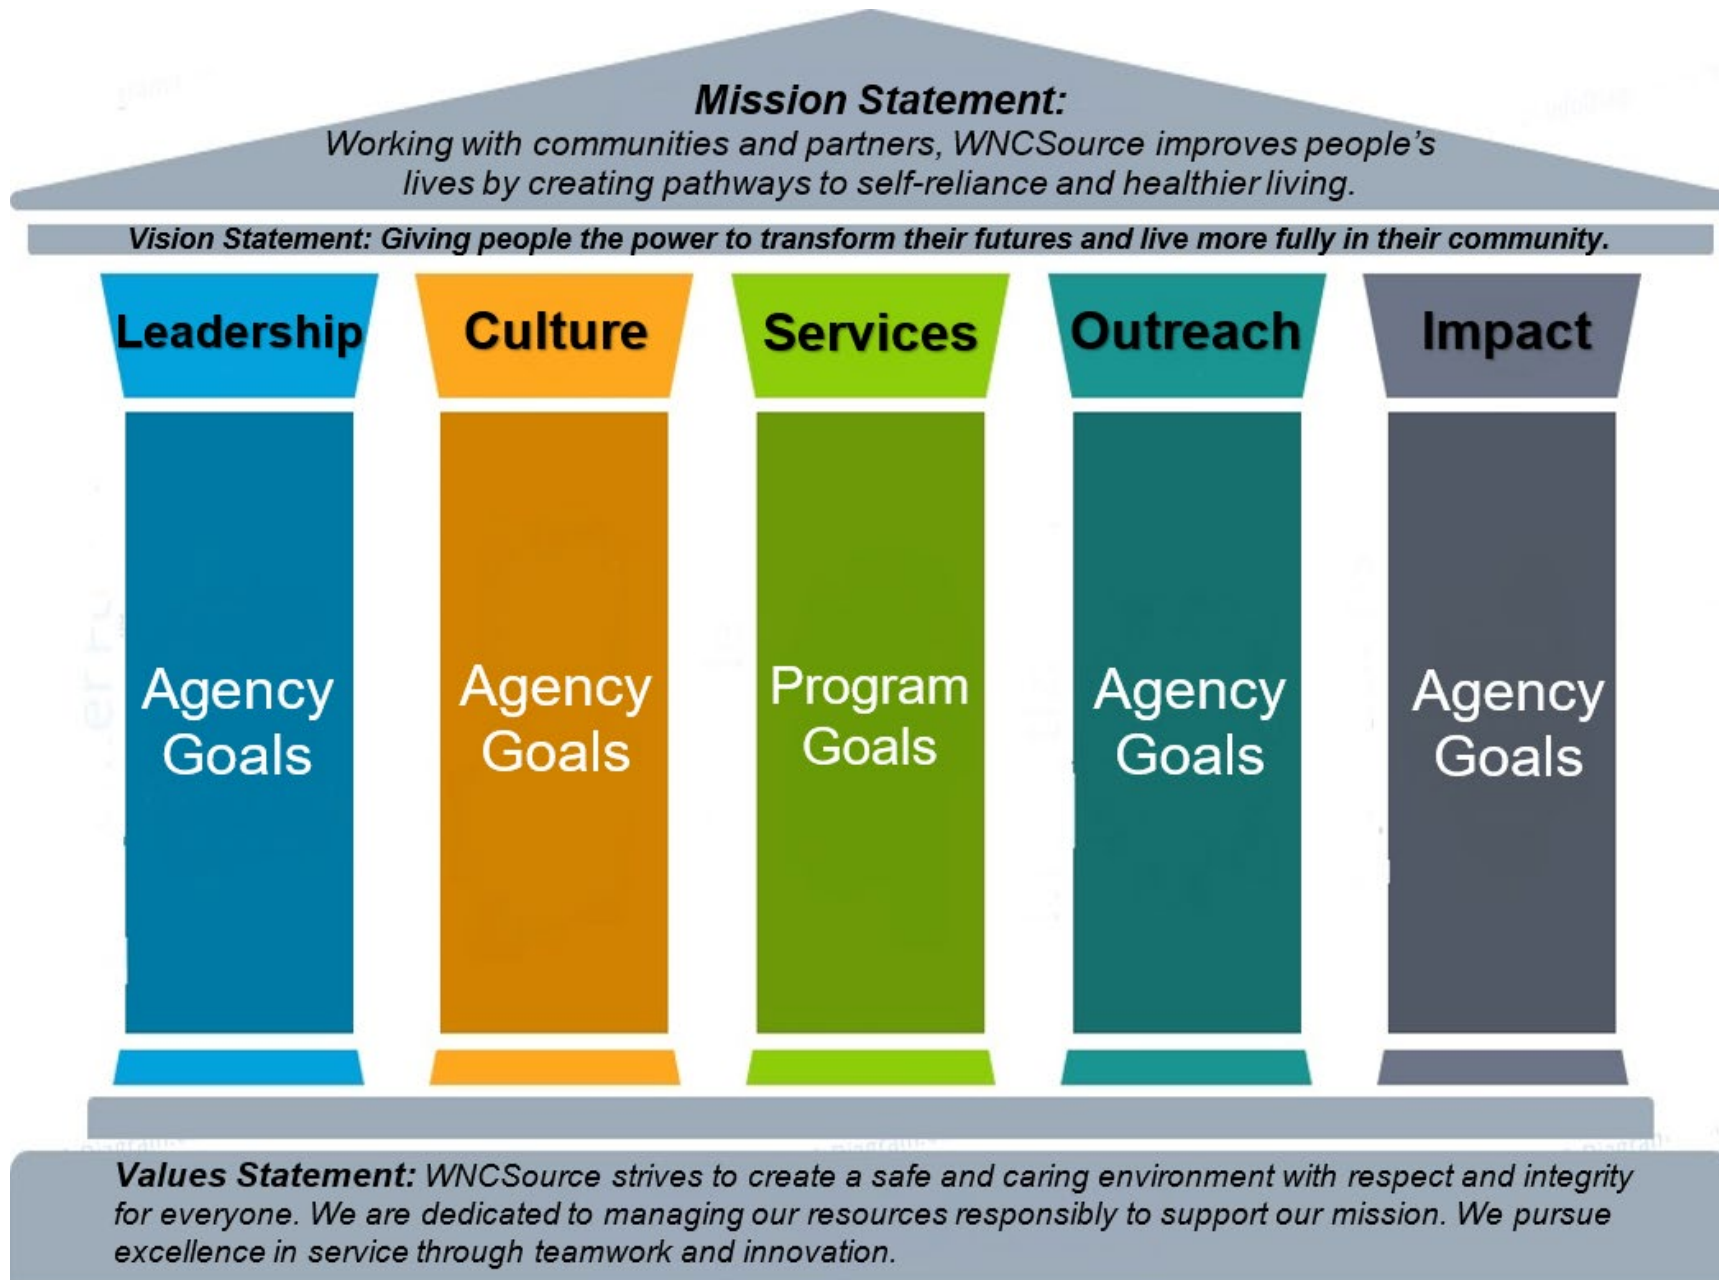 Mission Statement:
Working with communities and partners, WNCSource improves people's
lives by creating pathways to self-reliance and healthier living.
Vision Statement: Giving people the power to transform their futures and live more fully in their community.
Leadership
Culture
Services
Outreach
Impact
Agency
Goals
Agency
Goals
Program
Goals
Agency
Goals
Agency
Goals
Values Statement: WNCSource strives to create a safe and caring environment with respect and integrity
for everyone. We are dedicated to managing our resources responsibly to support our mission. We pursue
excellence in service through teamwork and innovation.